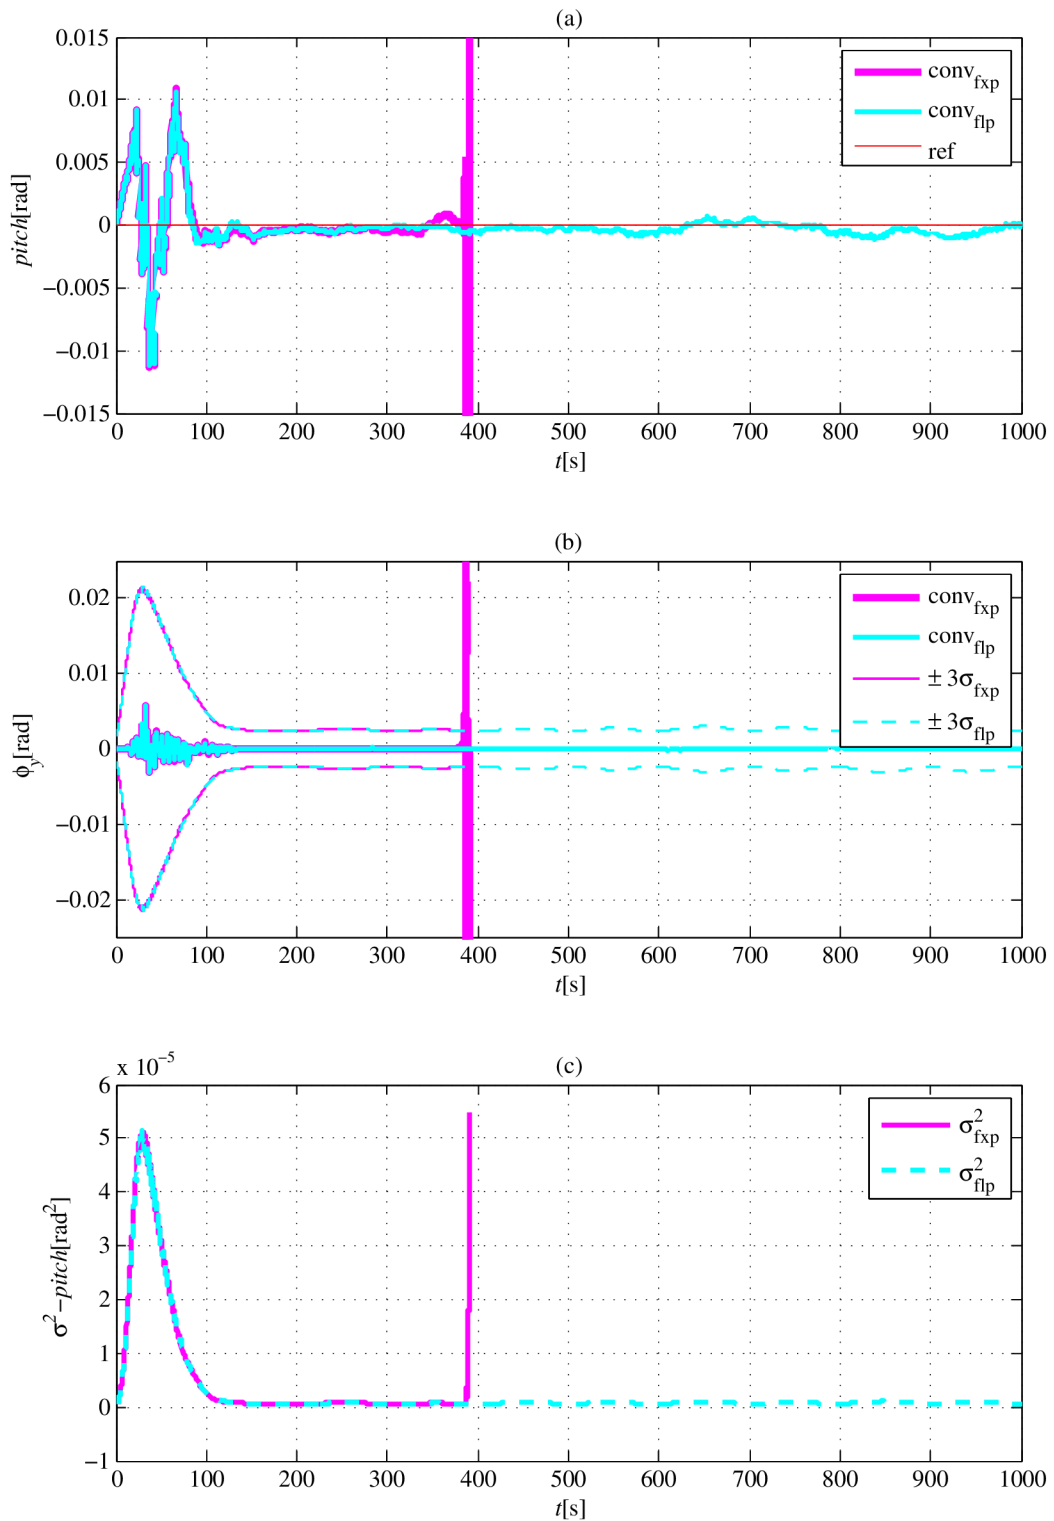 (a)
0.015
0.01
0.005
0
−0.005
−0.01
−0.015
pitch[rad]
conv_fxp
conv_flp
ref
0 100 200 300 400 500 600 700 800 900 1000
t[s]
(b)
0.02
0.01
0
−0.01
−0.02
ϕ_y[rad]
conv_fxp
conv_flp
± 3σ_fxp
± 3σ_flp
0 100 200 300 400 500 600 700 800 900 1000
t[s]
(c)
x 10^−5
6
5
4
3
2
1
0
−1
σ^2−pitch[rad^2]
σ^2_fxp
σ^2_flp
0 100 200 300 400 500 600 700 800 900 1000
t[s]